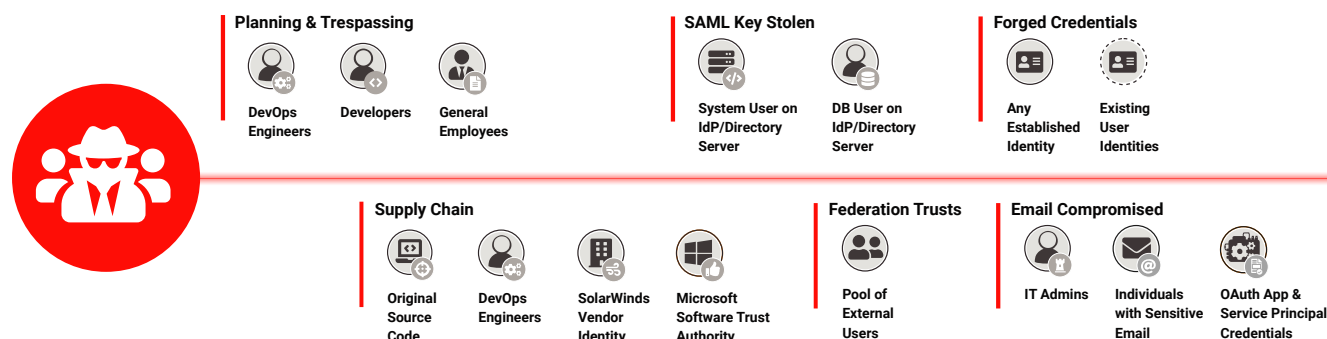 Planning & Trespassing
DevOps
Engineers
Developers
General
Employees
SAML Key Stolen
System User on
IdP/Directory
Server
DB User on
IdP/Directory
Server
Forged Credentials
Any
Established
Identity
Existing
User
Identities
Supply Chain
Original
Source
Code
DevOps
Engineers
SolarWinds
Vendor
Identity
Microsoft
Software Trust
Authority
Federation Trusts
Pool of
External
Users
Email Compromised
IT Admins
Individuals
with Sensitive
Email
OAuth App &
Service Principal
Credentials